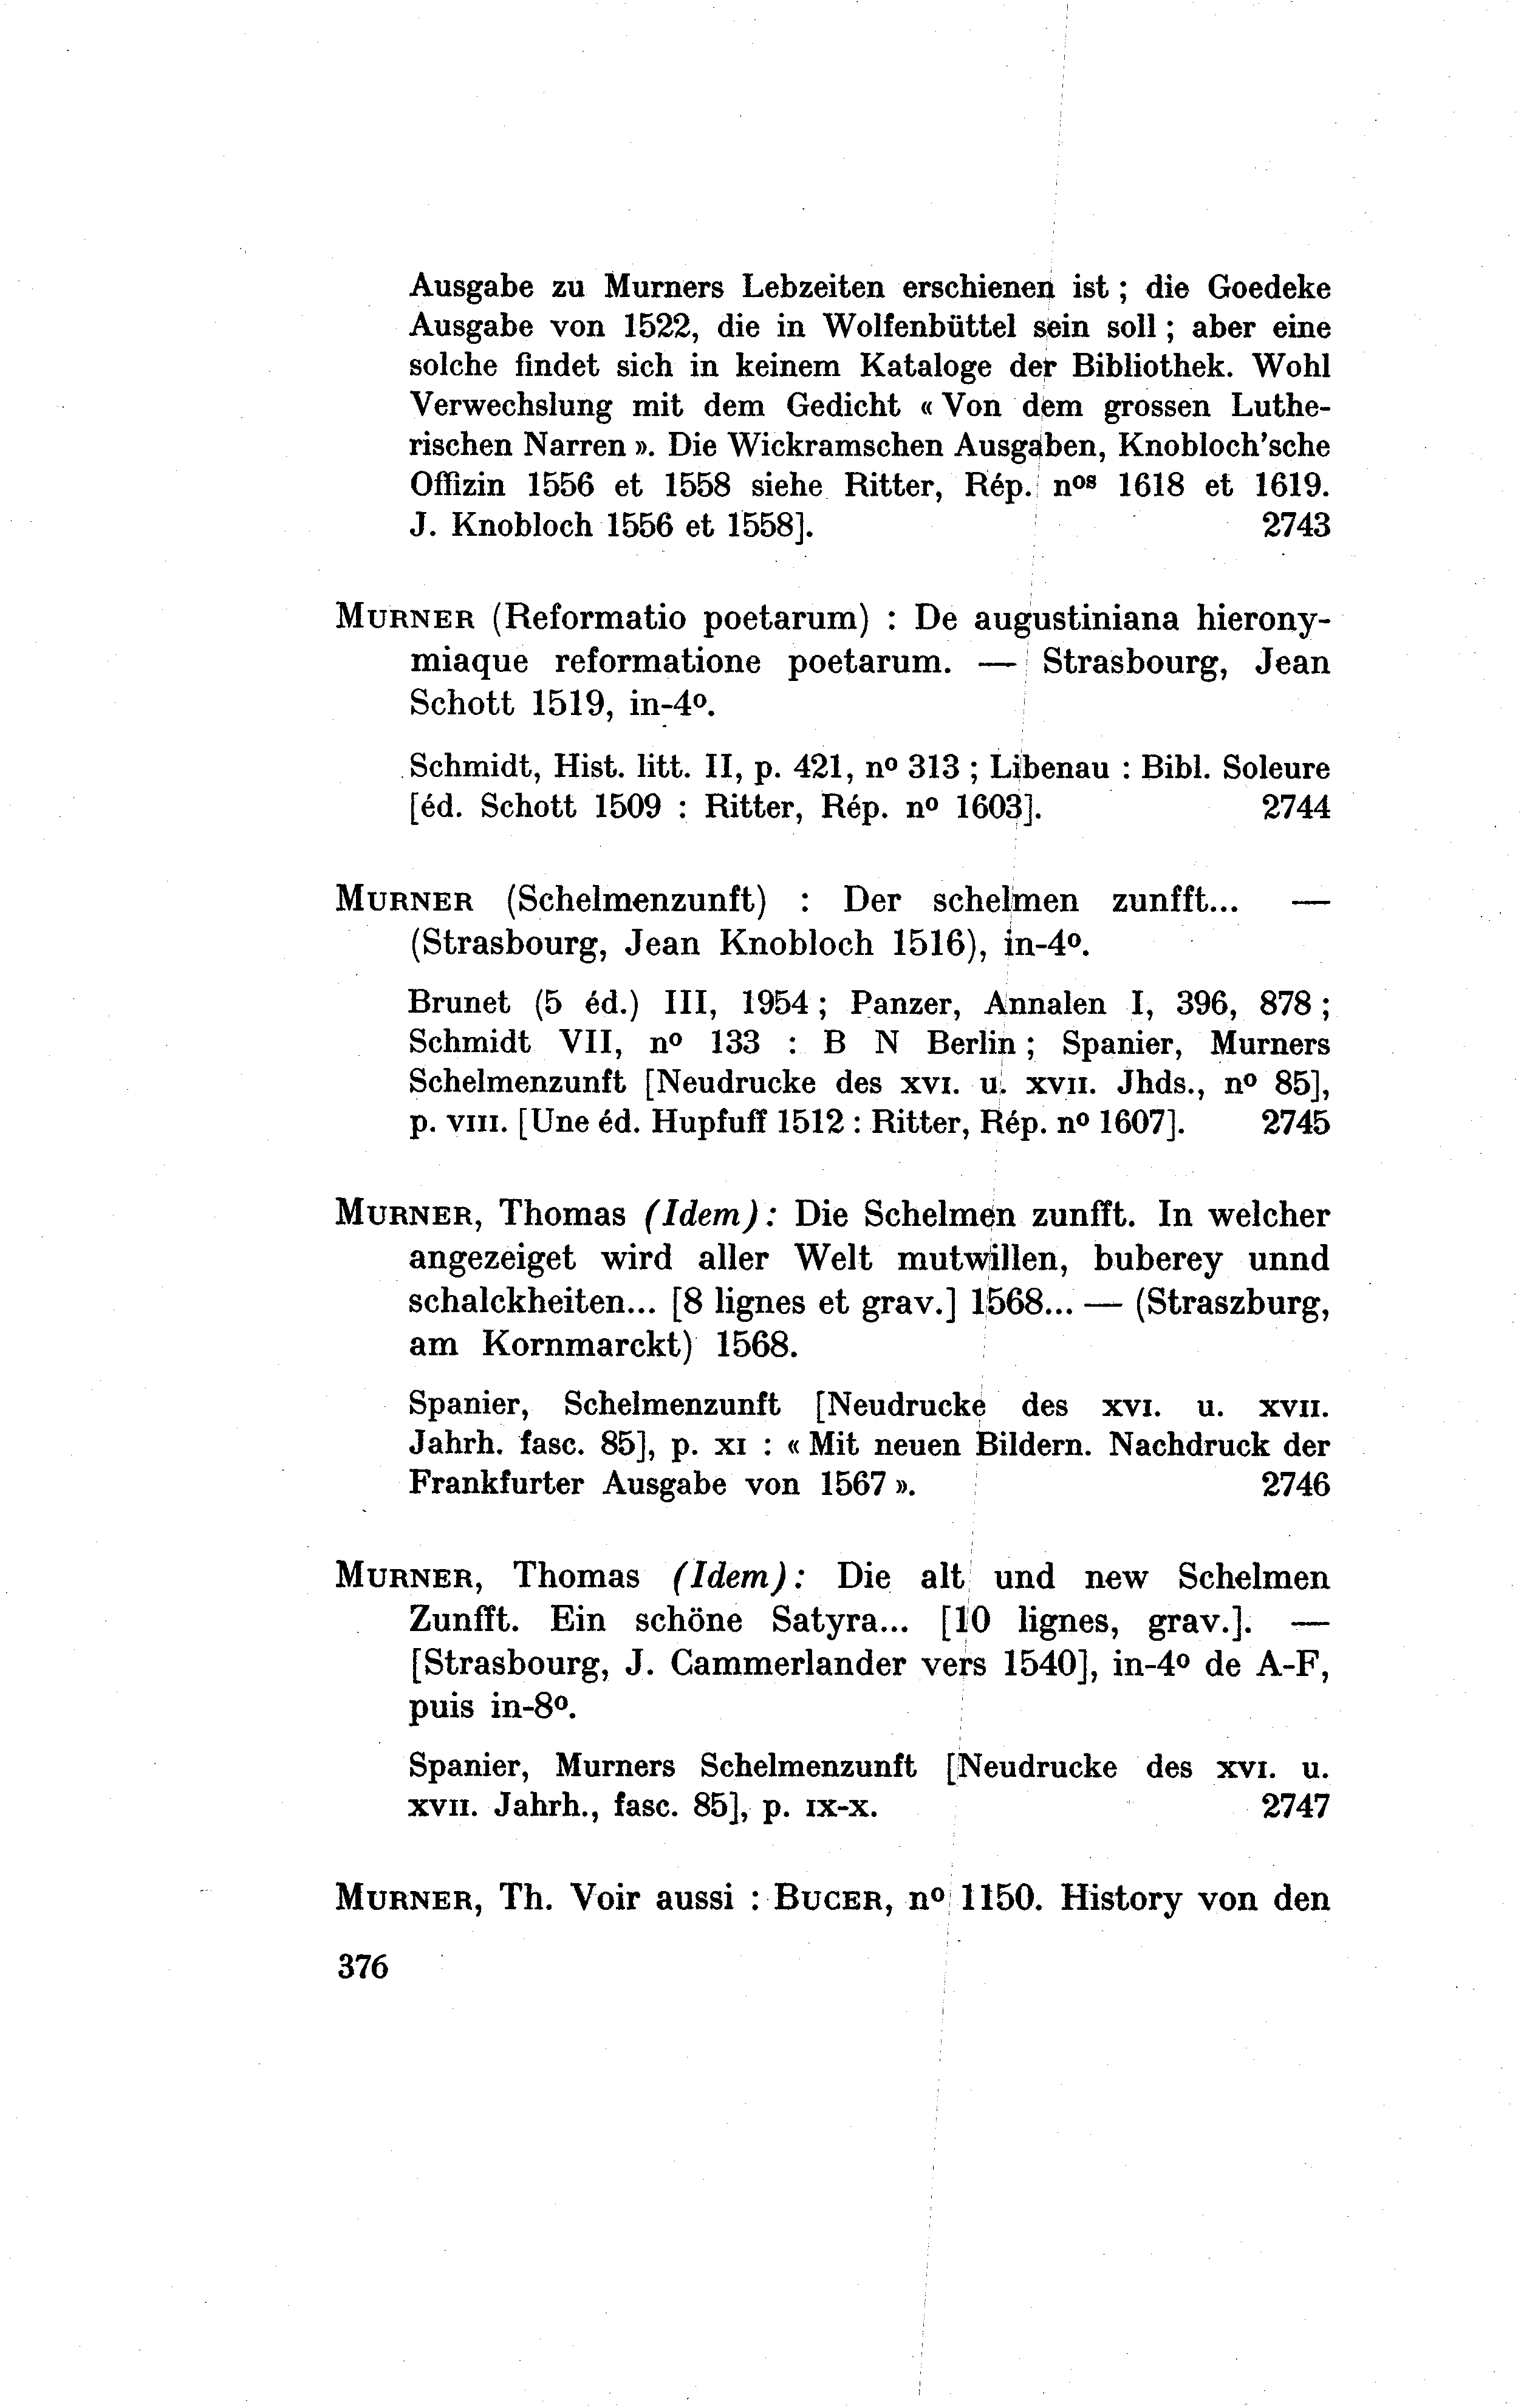 Ausgabe zu Murners Lebzeiten erschienen ist ; die Goedeke
Ausgabe von 1522, die in Wolfenbüttel sein soll ; aber eine
solche findet sich in keinem Kataloge der Bibliothek. Wohl
Verwechslung mit dem Gedicht « Von dem grossen Luthe-
rischen Narren ». Die Wickramschen Ausgaben, Knobloch'sche
Offizin 1556 et 1558 siehe Ritter, Rép. nos 1618 et 1619.
J. Knobloch 1556 et 1558]. 2743
MURNER (Reformatio poetarum) : De augustiniana hierony-
miaque reformatione poetarum. — Strasbourg, Jean
Schott 1519, in-4o.
Schmidt, Hist. litt. II, p. 421, no 313 ; Libenau : Bibl. Soleure
[éd. Schott 1509 : Ritter, Rép. no 1603]. 2744
MURNER (Schelmenzunft) : Der schelmen zunfft... —
(Strasbourg, Jean Knobloch 1516), in-4o.
Brunet (5 éd.) III, 1954 ; Panzer, Annalen I, 396, 878 ;
Schmidt VII, no 133 : B N Berlin ; Spanier, Murners
Schelmenzunft [Neudrucke des XVI. u. XVII. Jhds., no 85],
p. VIII. [Une éd. Hupfuff 1512 : Ritter, Rép. no 1607]. 2745
MURNER, Thomas (Idem) : Die Schelmen zunfft. In welcher
angezeiget wird aller Welt mutwillen, buberey unnd
schalckheiten... [8 lignes et grav.] 1568... — (Straszburg,
am Kornmarckt) 1568.
Spanier, Schelmenzunft [Neudrucke des XVI. u. XVII.
Jahrh. fasc. 85], p. XI : « Mit neuen Bildern. Nachdruck der
Frankfurter Ausgabe von 1567 ». 2746
MURNER, Thomas (Idem) : Die alt und new Schelmen
Zunfft. Ein schöne Satyra... [10 lignes, grav.]. —
[Strasbourg, J. Cammerlander vers 1540], in-4o de A-F,
puis in-8o.
Spanier, Murners Schelmenzunft [Neudrucke des XVI. u.
XVII. Jahrh., fasc. 85], p. IX-X. 2747
MURNER, Th. Voir aussi : BUCER, no 1150. History von den
376